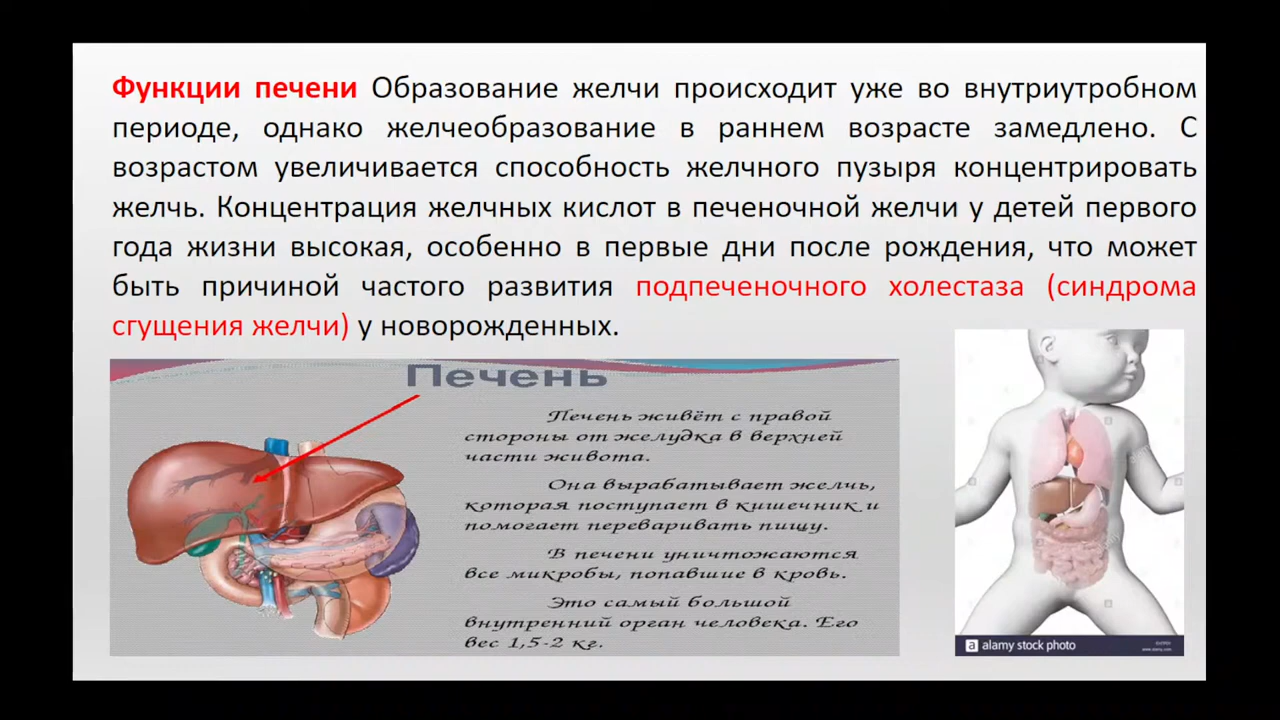 Функции печени Образование желчи происходит уже во внутриутробном
периоде, однако желчеобразование в раннем возрасте замедлено. С
возрастом увеличивается способность желчного пузыря концентрировать
желчь. Концентрация желчных кислот в печеночной желчи у детей первого
года жизни высокая, особенно в первые дни после рождения, что может
быть причиной частого развития подпеченочного холестаза (синдрома
сгущения желчи) у новорожденных.
Печень
Печень живёт с правой
стороны от желудка в верхней
части живота.
Она вырабатывает желчь,
которая поступает в кишечник и
помогает переваривать пищу.
В печени уничтожаются
все микробы, попавшие в кровь.
Это самый большой
внутренний орган человека. Его
вес 1,5-2 кг.
a alamy stock photo